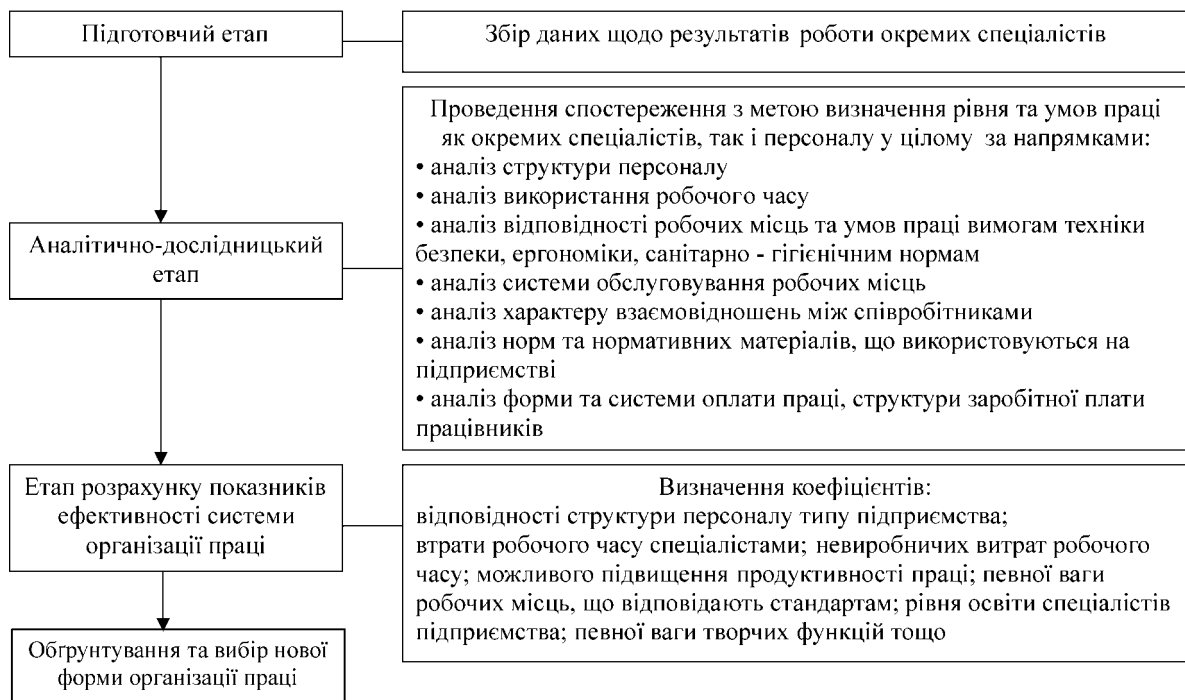 Підготовчий етап
Збір даних щодо результатів роботи окремих спеціалістів
Проведення спостереження з метою визначення рівня та умов праці
як окремих спеціалістів, так і персоналу у цілому за напрямками:
• аналіз структури персоналу
• аналіз використання робочого часу
• аналіз відповідності робочих місць та умов праці вимогам техніки
безпеки, ергономіки, санітарно - гігієнічним нормам
• аналіз системи обслуговування робочих місць
• аналіз характеру взаємовідношень між співробітниками
• аналіз норм та нормативних матеріалів, що використовуються на
підприємстві
• аналіз форми та системи оплати праці, структури заробітної плати
працівників
Аналітично-дослідницький
етап
Етап розрахунку показників
ефективності системи
організації праці
Визначення коефіцієнтів:
відповідності структури персоналу типу підприємства;
втрати робочого часу спеціалістами; невиробничих витрат робочого
часу; можливого підвищення продуктивності праці; певної ваги
робочих місць, що відповідають стандартам; рівня освіти спеціалістів
підприємства; певної ваги творчих функцій тощо
Обґрунтування та вибір нової
форми організації праці